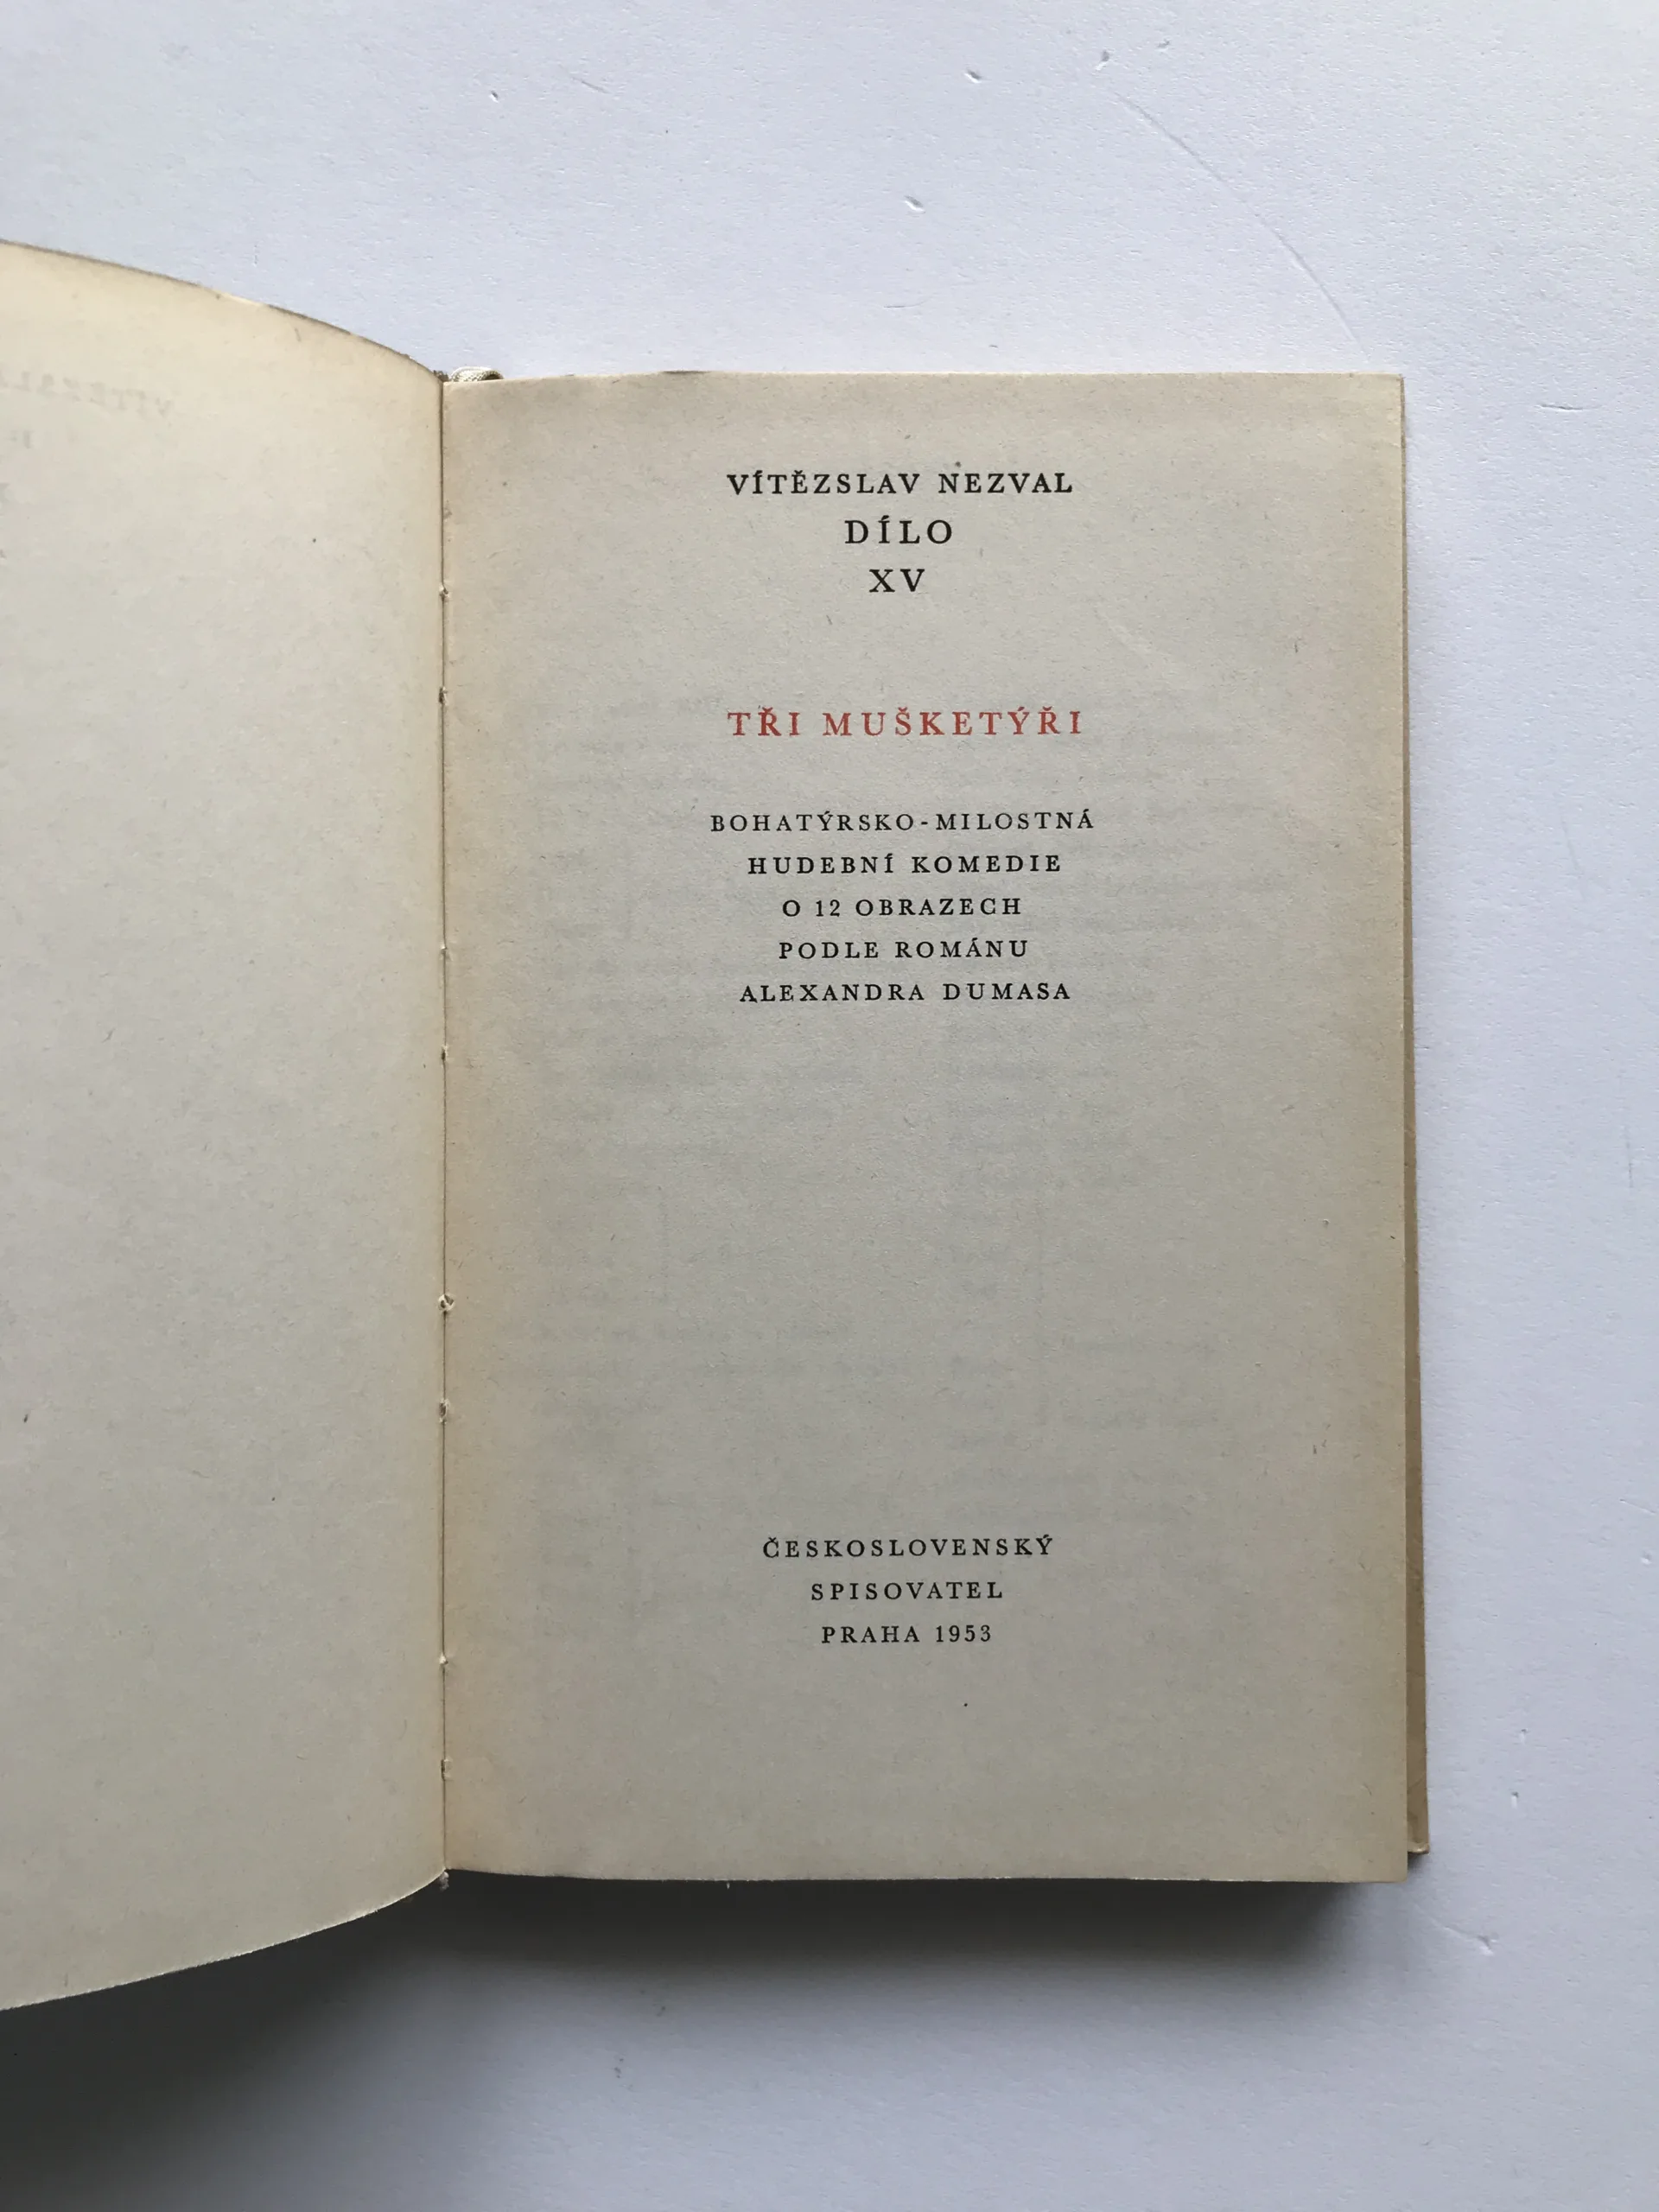 VÍTĚZSLAV NEZVAL
DÍLO
XV
TŘI MUŠKETÝŘI
BOHATÝRSKO-MILOSTNÁ
HUDEBNÍ KOMEDIE
O 12 OBRAZECH
PODLE ROMÁNU
ALEXANDRA DUMASA
ČESKOSLOVENSKÝ
SPISOVATEL
PRAHA 1953